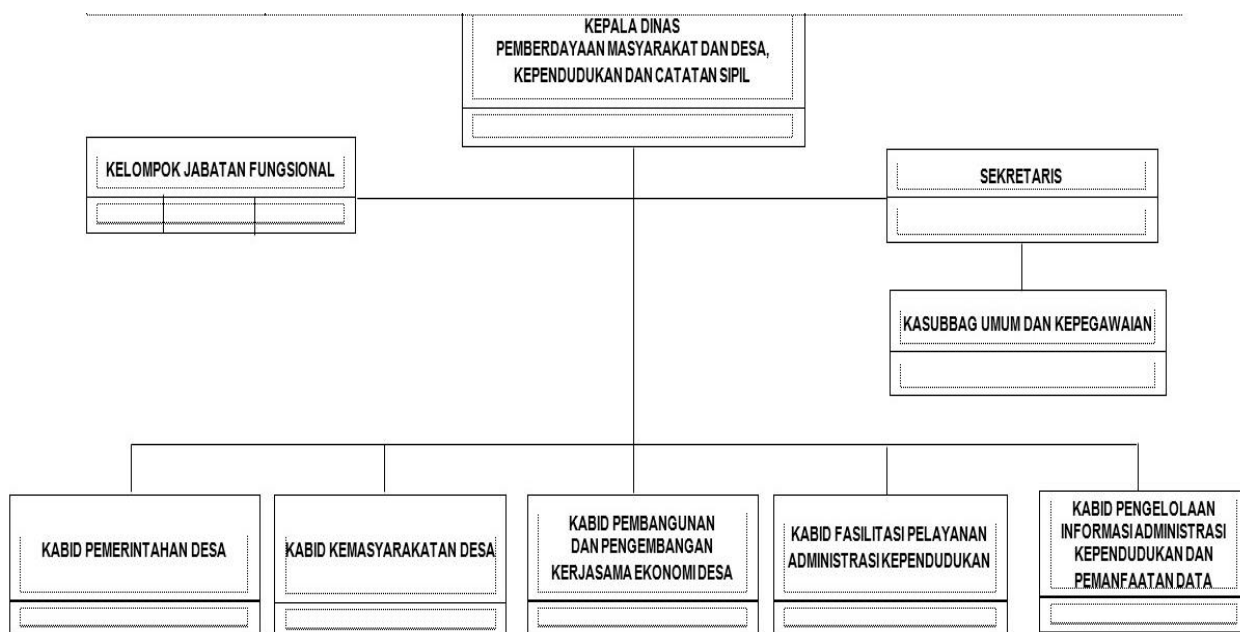 KEPALA DINAS
PEMBERDAYAAN MASYARAKAT DAN DESA,
KEPENDUDUKAN DAN CATATAN SIPIL
KELOMPOK JABATAN FUNGSIONAL
SEKRETARIS
KASUBBAG UMUM DAN KEPEGAWAIAN
KABID PEMERINTAHAN DESA
KABID KEMASYARAKATAN DESA
KABID PEMBANGUNAN
DAN PENGEMBANGAN
KERJASAMA EKONOMI DESA
KABID FASILITASI PELAYANAN
ADMINISTRASI KEPENDUDUKAN
KABID PENGELOLAAN
INFORMASI ADMINISTRASI
KEPENDUDUKAN DAN
PEMANFAATAN DATA